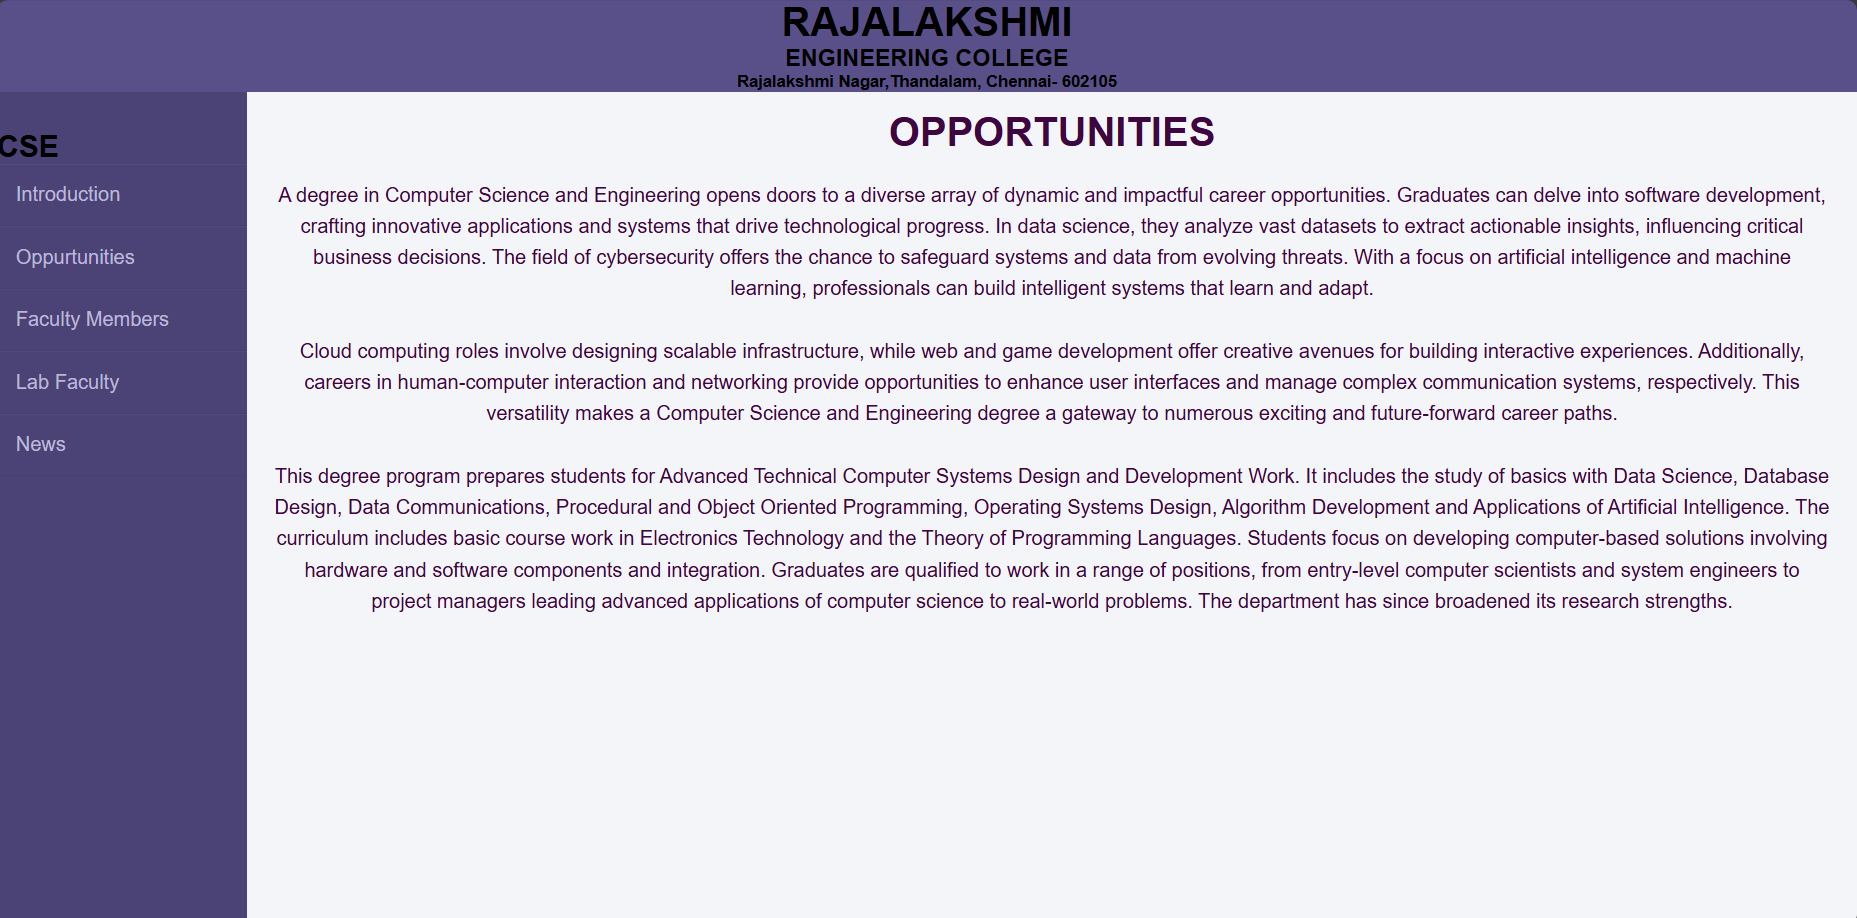 RAJALAKSHMI
ENGINEERING COLLEGE
Rajalakshmi Nagar,Thandalam, Chennai- 602105
CSE
Introduction
Oppurtunities
Faculty Members
Lab Faculty
News
OPPORTUNITIES
A degree in Computer Science and Engineering opens doors to a diverse array of dynamic and impactful career opportunities. Graduates can delve into software development,
crafting innovative applications and systems that drive technological progress. In data science, they analyze vast datasets to extract actionable insights, influencing critical
business decisions. The field of cybersecurity offers the chance to safeguard systems and data from evolving threats. With a focus on artificial intelligence and machine
learning, professionals can build intelligent systems that learn and adapt.
Cloud computing roles involve designing scalable infrastructure, while web and game development offer creative avenues for building interactive experiences. Additionally,
careers in human-computer interaction and networking provide opportunities to enhance user interfaces and manage complex communication systems, respectively. This
versatility makes a Computer Science and Engineering degree a gateway to numerous exciting and future-forward career paths.
This degree program prepares students for Advanced Technical Computer Systems Design and Development Work. It includes the study of basics with Data Science, Database
Design, Data Communications, Procedural and Object Oriented Programming, Operating Systems Design, Algorithm Development and Applications of Artificial Intelligence. The
curriculum includes basic course work in Electronics Technology and the Theory of Programming Languages. Students focus on developing computer-based solutions involving
hardware and software components and integration. Graduates are qualified to work in a range of positions, from entry-level computer scientists and system engineers to
project managers leading advanced applications of computer science to real-world problems. The department has since broadened its research strengths.